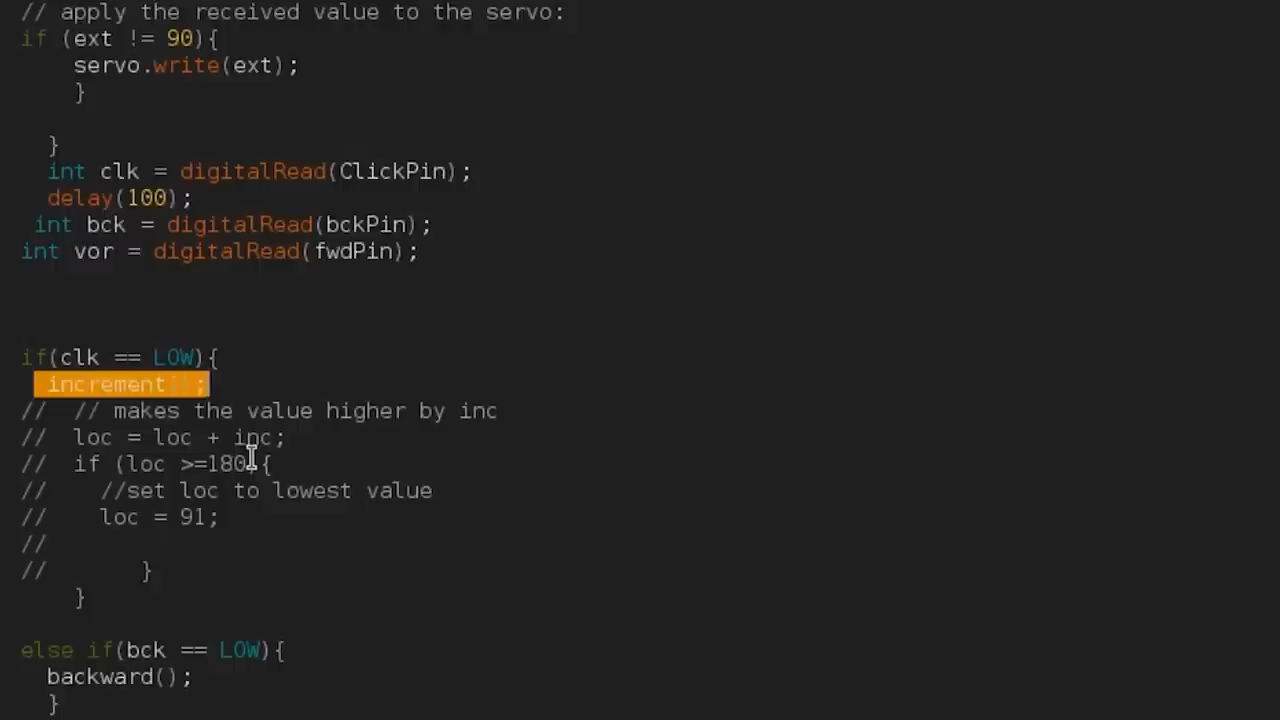 // apply the received value to the servo:
if (ext != 90){
    servo.write(ext);
    }

  }
  int clk = digitalRead(ClickPin);
  delay(100);
 int bck = digitalRead(bckPin);
int vor = digitalRead(fwdPin);

if(clk == LOW){
  increment();
//  // makes the value higher by inc
//  loc = loc + inc;
//  if (loc >=180){
//    //set loc to lowest value
//    loc = 91;
//
//       }
    }

else if(bck == LOW){
  backward();
  }